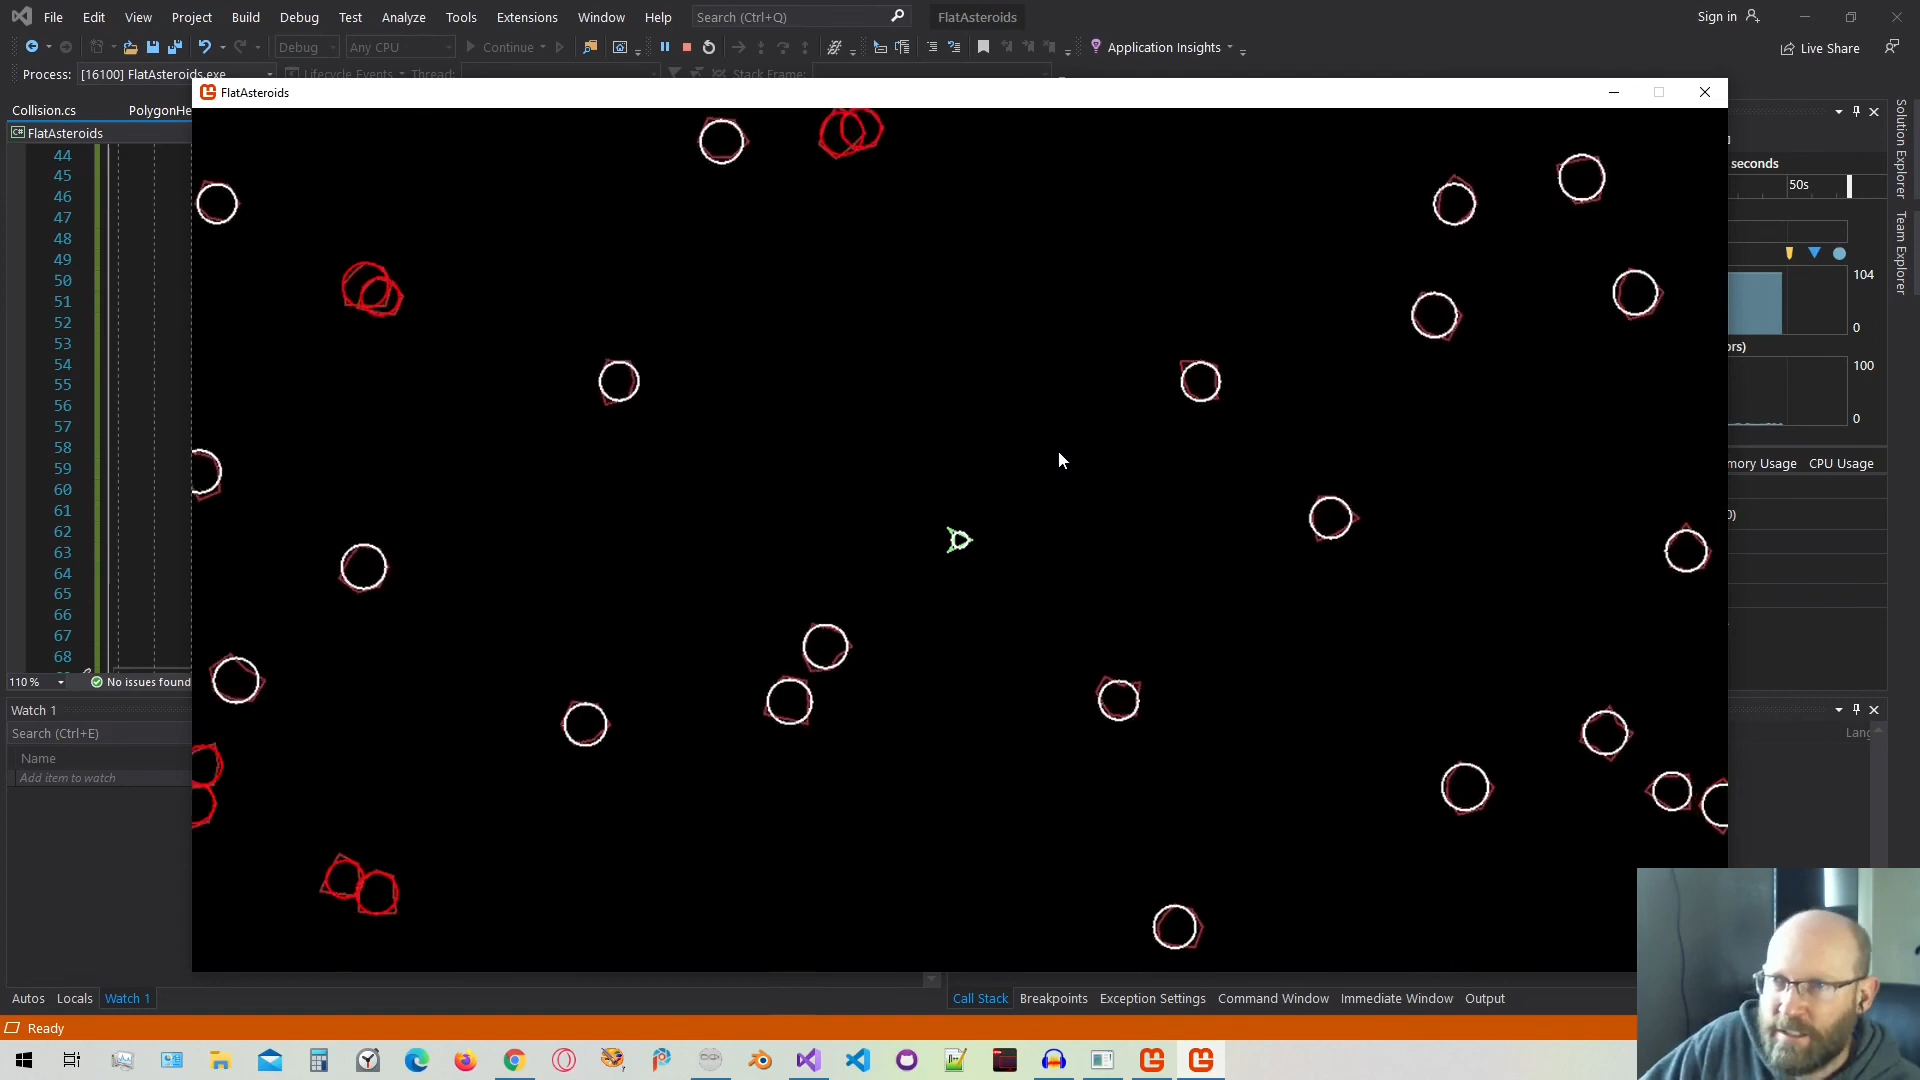 File Edit View Project Build Debug Test Analyze Tools Extensions Window Help Search (Ctrl+Q) FlatAsteroids Sign in
Debug Any CPU Continue Application Insights Live Share
Process: [16100] FlatAsteroids.exe Lifecycle Events Thread: Stack Frame:
FlatAsteroids
Collision.cs PolygonHe
FlatAsteroids
Solution Explorer
Team Explorer
44
45
46
47
48
49
50
51
52
53
54
55
56
57
58
59
60
61
62
63
64
65
66
67
68
seconds
50s
104
0
100
0
mory Usage CPU Usage
110 % No issues found
Watch 1
Search (Ctrl+E)
Name
Add item to watch
Lang
Autos Locals Watch 1 Call Stack Breakpoints Exception Settings Command Window Immediate Window Output
Ready